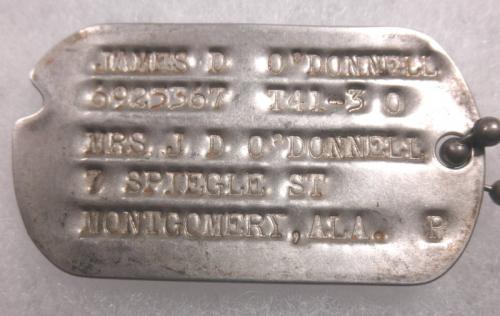 JAMES D O'DONNELL
6925367 T41-3 O
MRS J D O'DONNELL
7 SPIEGLE ST
MONTGOMERY, ALA. P